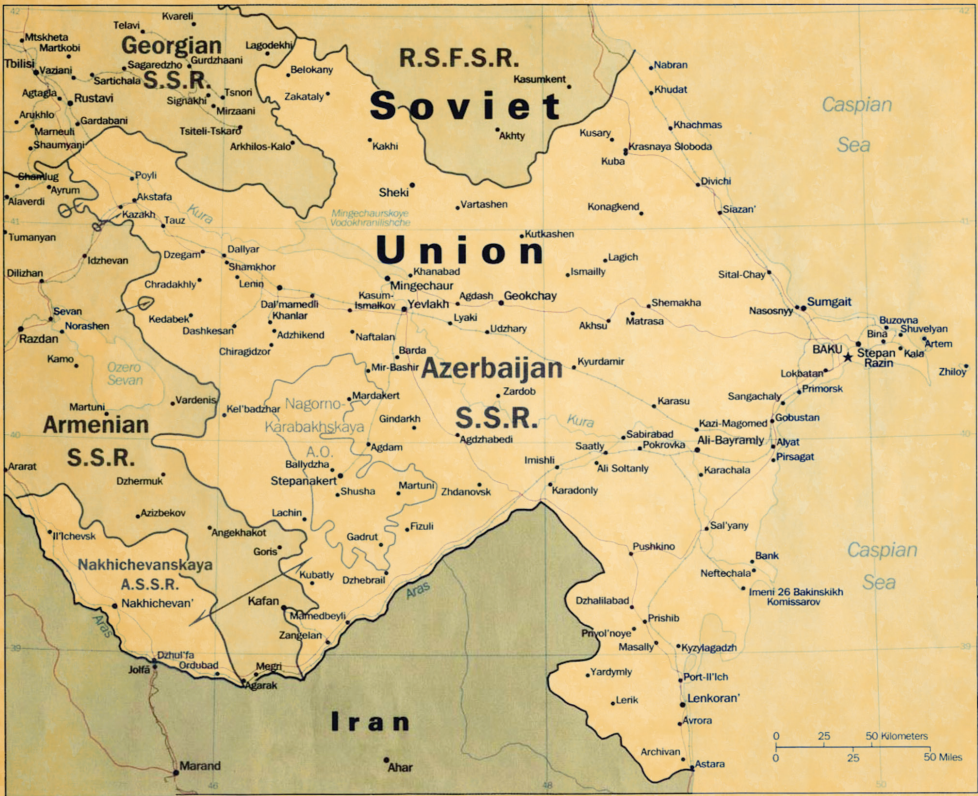 Kvareli
Telavi
Mtskheta
Martkobi
Georgian
S.S.R.
Lagodekhi
Tbilisi
Vaziani
Sagaredzho
Gurdzhaani
Sartichala
Belokany
R.S.F.S.R.
Nabran
Agtagla
Rustavi
Signakhi
Tsnori
Mirzaani
Zakataly
Kasumkent
Khudat
Soviet
Caspian
Sea
Arukhlo
Gardabani
Marneuli
Shaumyani
Tsiteli-Tskaro
Arkhilos-Kalo
Kakhi
Akhty
Kusary
Khachmas
Krasnaya Sloboda
Kuba
Shamlug
Ayrum
Alaverdi
Poyli
Akstafa
Kazakh
Tauz
Kura
Sheki
Vartashen
Divichi
Konagkend
Siazan'
Mingechaurskoye
Vodokhranilishche
Tumanyan
Idzhevan
Dilizhan
Dzegam
Dallyar
Shamkhor
Union
Kutkashen
Lagich
Ismailly
Khanabad
Mingechaur
Sital-Chay
Chradakhly
Lenin
Dal'mamedli
Kasum-
Ismalkov
Yevlakh
Agdash
Geokchay
Shemakha
Nasosnyy
Sumgait
Sevan
Norashen
Razdan
Kedabek
Dashkesan
Khanlar
Adzhikend
Chiragidzor
Naftalan
Lyaki
Udzhary
Akhsu
Matrasa
Buzovna
Bina
Shuvelyan
Artem
Kala
BAKU
Stepan
Razin
Zhiloy
Lokbatan
Kamo
Ozero
Sevan
Barda
Mir-Bashir
Azerbaijan
S.S.R.
Kyurdamir
Primorsk
Sangachaly
Martuni
Vardenis
Kel'badzhar
Nagorno-
Karabakhskaya
A.O.
Mardakert
Gindarkh
Zardob
Karasu
Gobustan
Armenian
S.S.R.
Agdam
Agdzhabedi
Kura
Sabirabad
Kazi-Magomed
Saatly
Pokrovka
Ali-Bayramly
Alyat
Pirsagat
Ararat
Dzhermuk
Ballydzha
Stepanakert
Shusha
Martuni
Zhdanovsk
Imishli
Ali Soltanly
Karadonly
Karachala
Azizbekov
Lachin
Il'Ichevsk
Angekhakot
Goris
Gadrut
Fizuli
Sal'yany
Caspian
Sea
Nakhichevanskaya
A.S.S.R.
Nakhichevan'
Kubatly
Dzhebrail
Aras
Pushkino
Bank
Neftechala
Imeni 26 Bakinskikh
Komissarov
Kafan
Mamedbeyli
Zangelan
Dzhalilabad
Prishib
Privol'noye
Masally
Kyzylagadzh
Aras
Dzhul'fa
Jolfā
Ordubad
Megri
Agarak
Yardymly
Port-Il'Ich
Lerik
Lenkoran'
Iran
Avrora
Marand
Ahar
Archivan
Astara
0 25 50 Kilometers
0 25 50 Miles